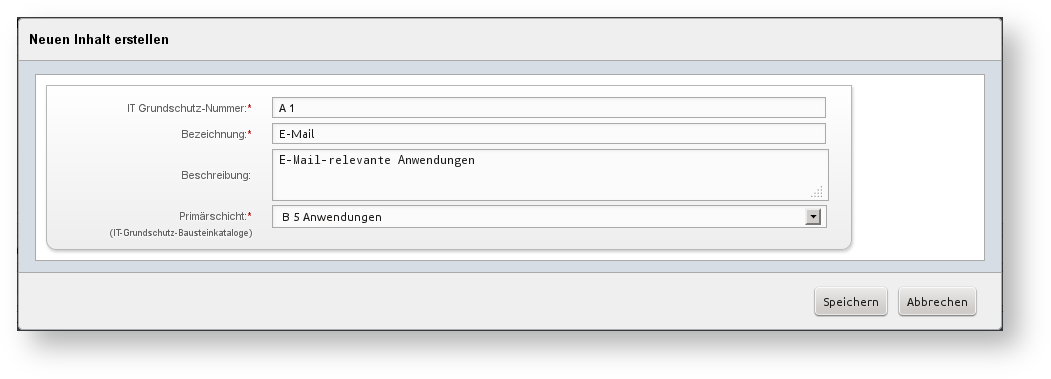 Neuen Inhalt erstellen
IT Grundschutz-Nummer:* A 1
Bezeichnung:* E-Mail
Beschreibung: E-Mail-relevante Anwendungen
Primärschicht:* B 5 Anwendungen
(IT-Grundschutz-Bausteinkataloge)
Speichern Abbrechen